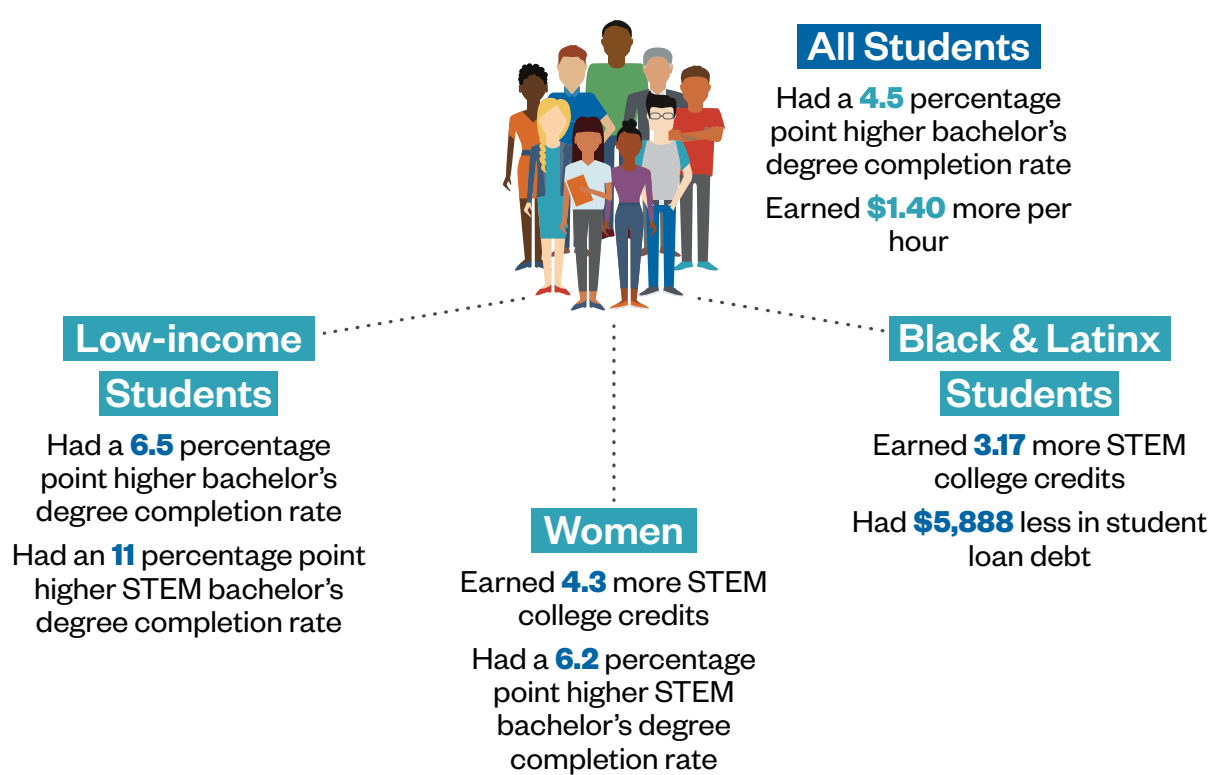 All Students
Had a 4.5 percentage
point higher bachelor's
degree completion rate
Earned $1.40 more per
hour
Low-income
Students
Had a 6.5 percentage
point higher bachelor's
degree completion rate
Had an 11 percentage point
higher STEM bachelor's
degree completion rate
Women
Earned 4.3 more STEM
college credits
Had a 6.2 percentage
point higher STEM
bachelor's degree
completion rate
Black & Latinx
Students
Earned 3.17 more STEM
college credits
Had $5,888 less in student
loan debt